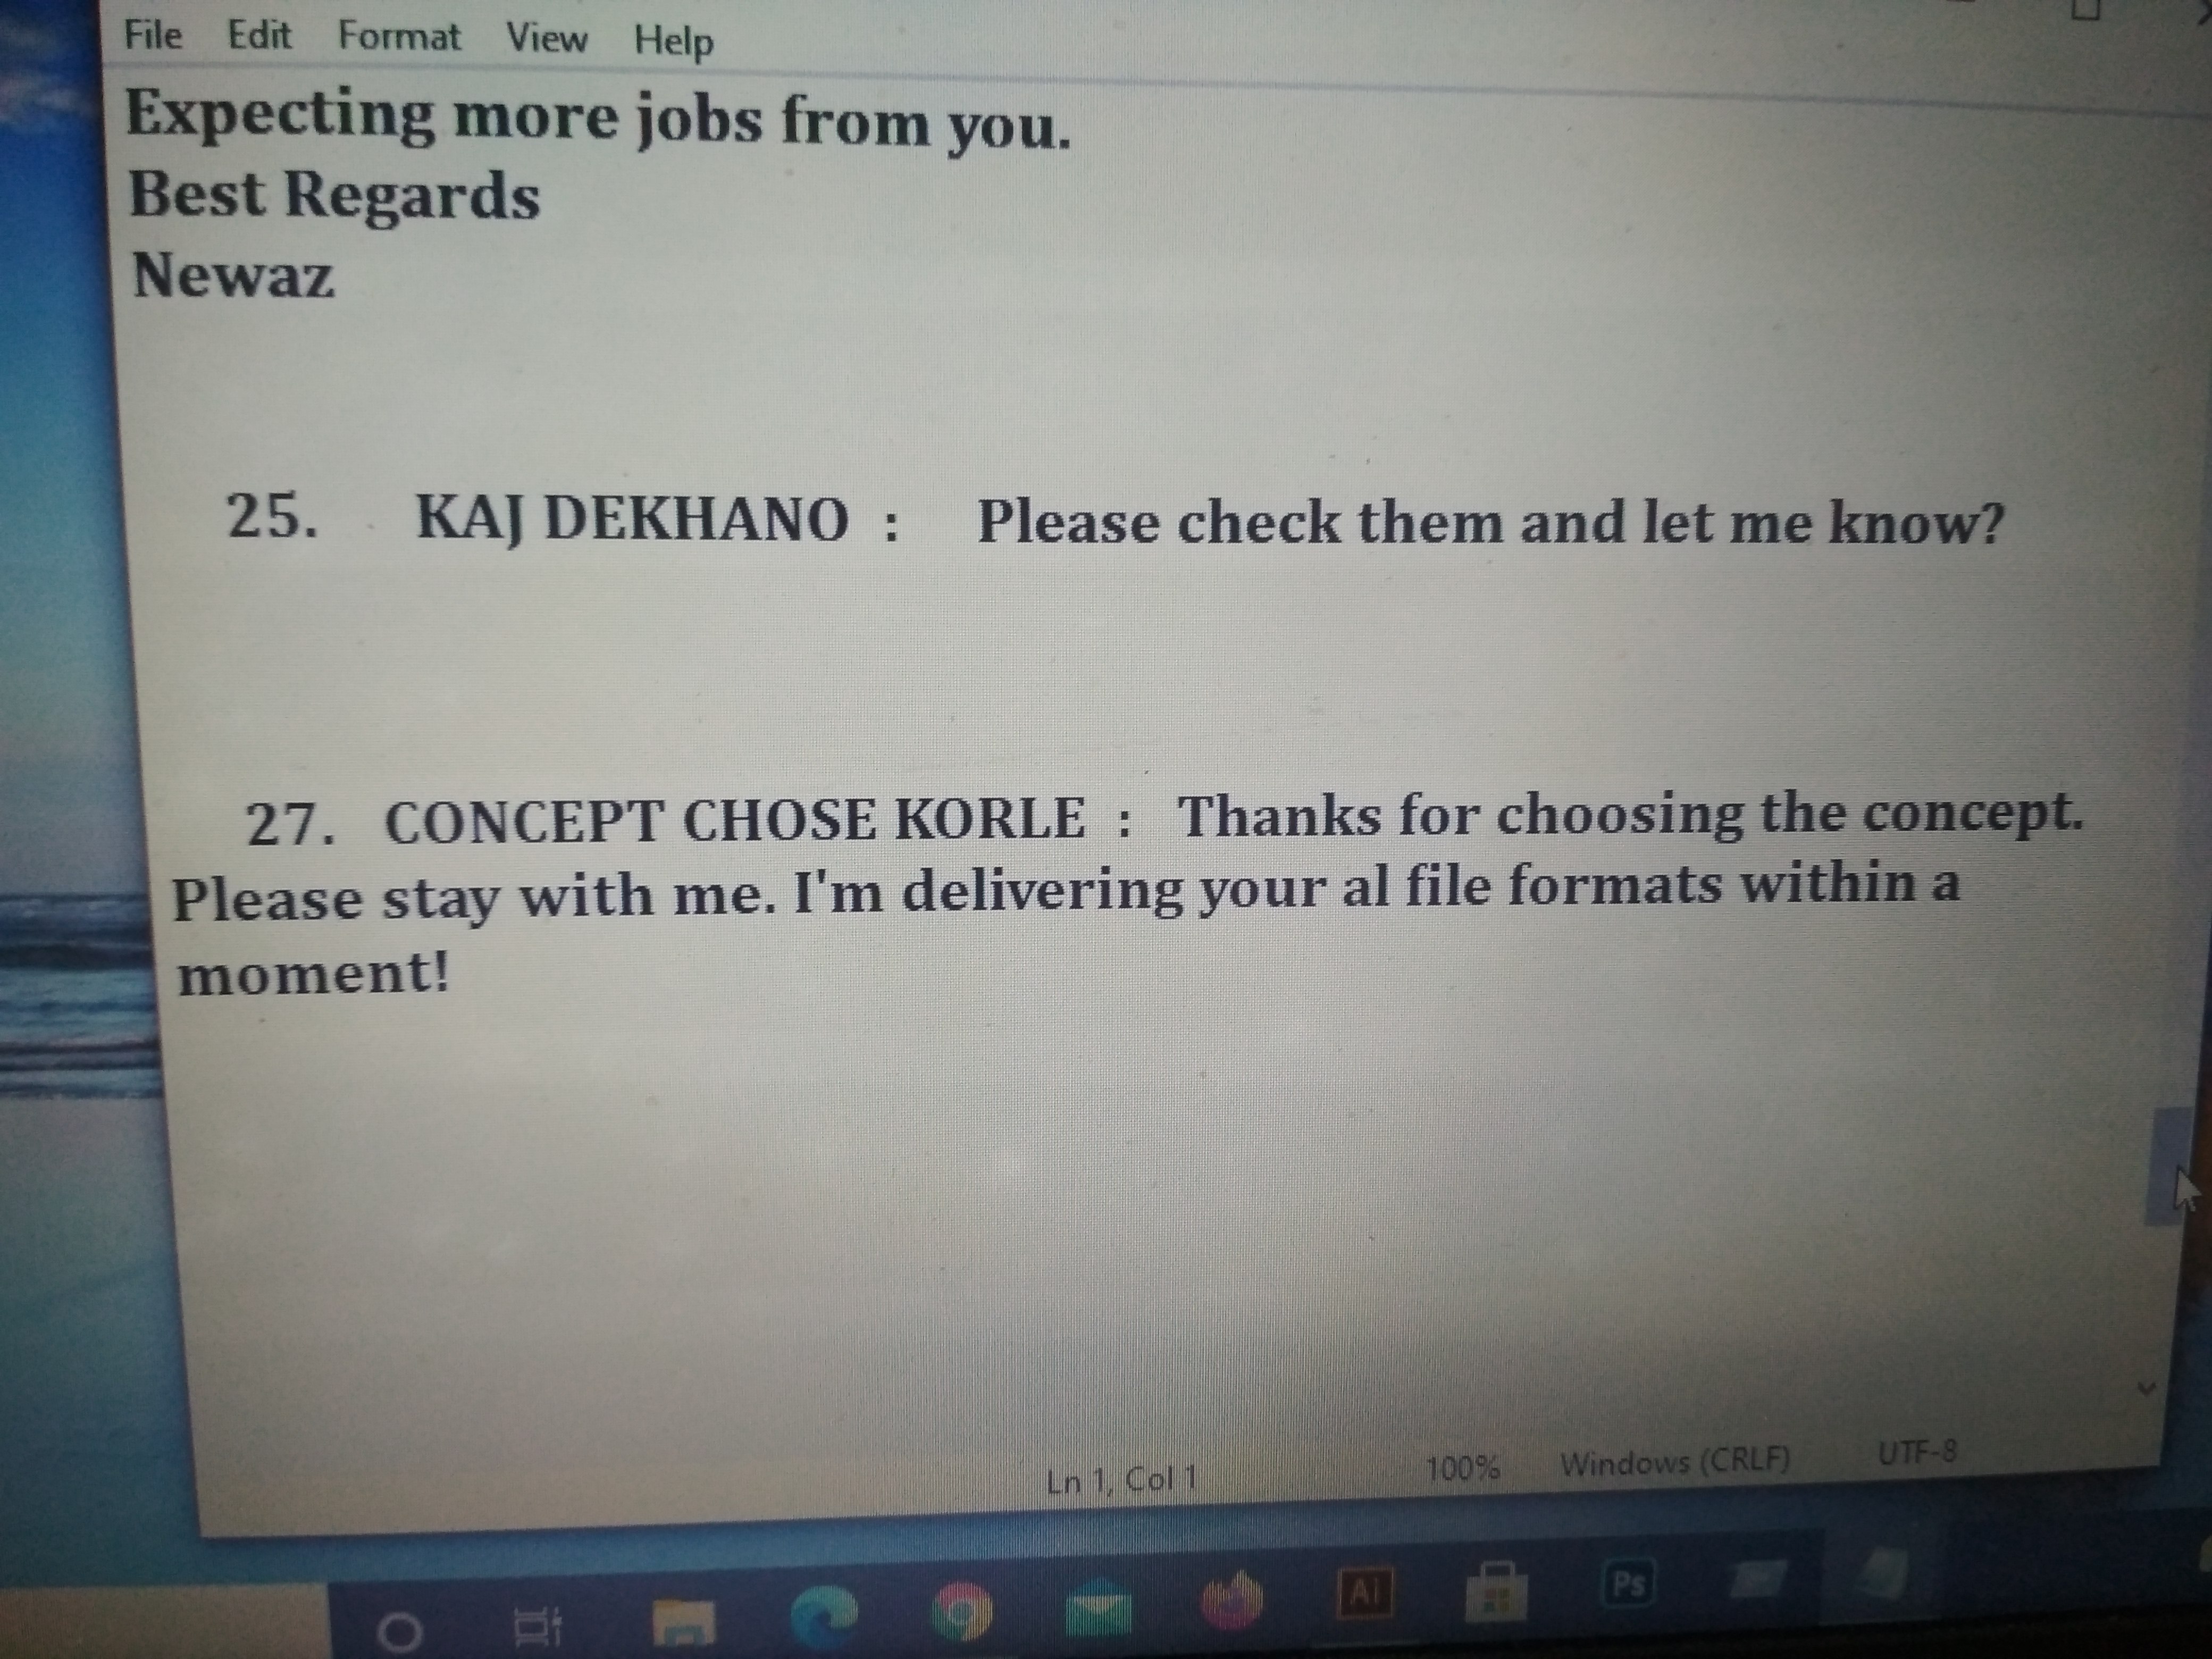 File Edit Format View Help
Expecting more jobs from you.
Best Regards
Newaz
25. KAJ DEKHANO : Please check them and let me know?
27. CONCEPT CHOSE KORLE : Thanks for choosing the concept.
Please stay with me. I'm delivering your al file formats within a
moment!
Ln 1, Col 1 100% Windows (CRLF) UTF-8
Ai Ps